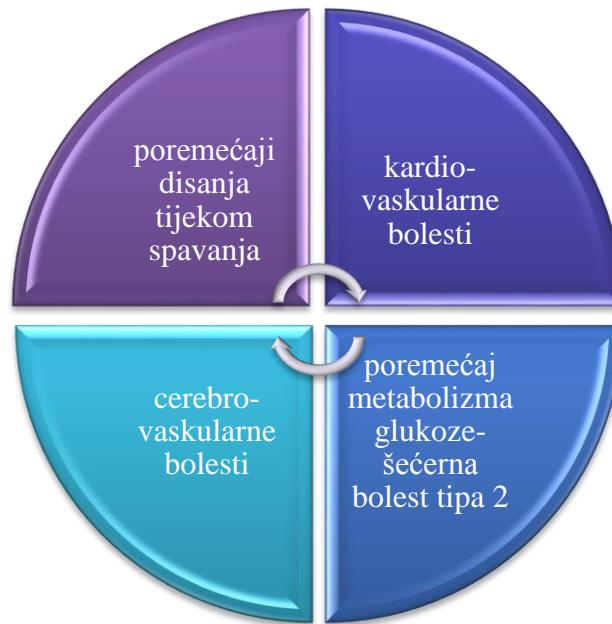 poremećaji
disanja
tijekom
spavanja
kardio-
vaskularne
bolesti
cerebro-
vaskularne
bolesti
poremećaj
metabolizma
glukoze-
šećerna
bolest tipa 2